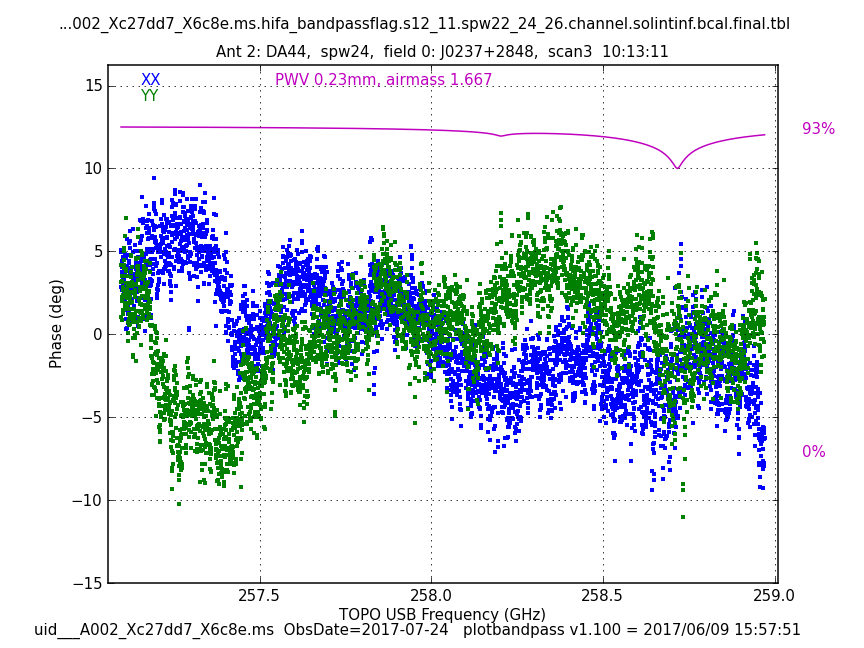 ...002_Xc27dd7_X6c8e.ms.hifa_bandpassflag.s12_11.spw22_24_26.channel.solintinf.bcal.final.tbl
Ant 2: DA44, spw24, field 0: J0237+2848, scan3 10:13:11
XX
PWV 0.23mm, airmass 1.667
YY
15
10
5
0
−5
−10
−15
Phase (deg)
93%
0%
257.5
258.0
258.5
259.0
TOPO USB Frequency (GHz)
uid___A002_Xc27dd7_X6c8e.ms ObsDate=2017-07-24 plotbandpass v1.100 = 2017/06/09 15:57:51